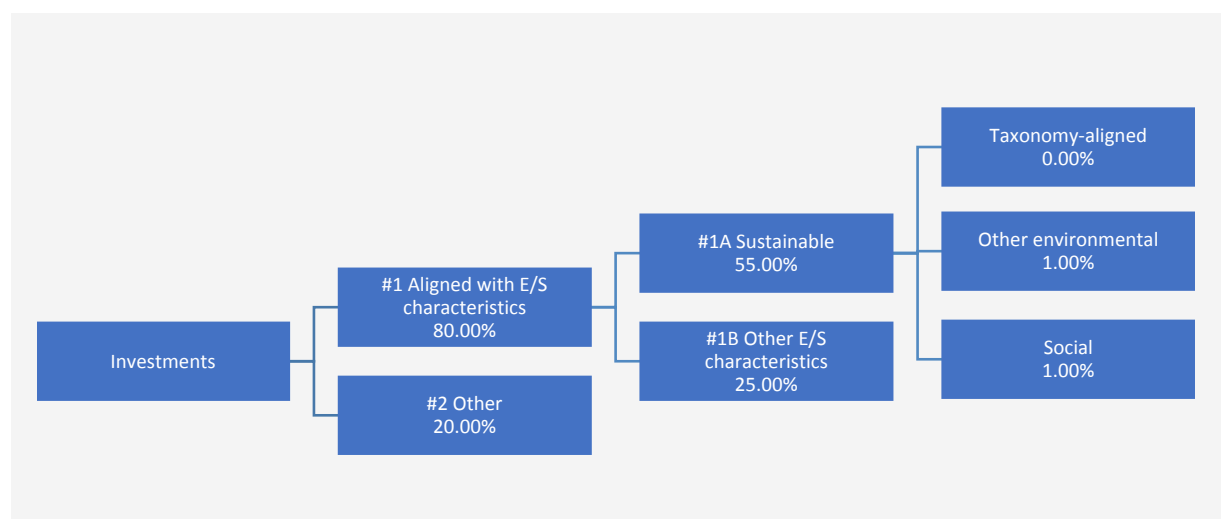 Investments
#1 Aligned with E/S
characteristics
80.00%
#2 Other
20.00%
#1A Sustainable
55.00%
#1B Other E/S
characteristics
25.00%
Taxonomy-aligned
0.00%
Other environmental
1.00%
Social
1.00%